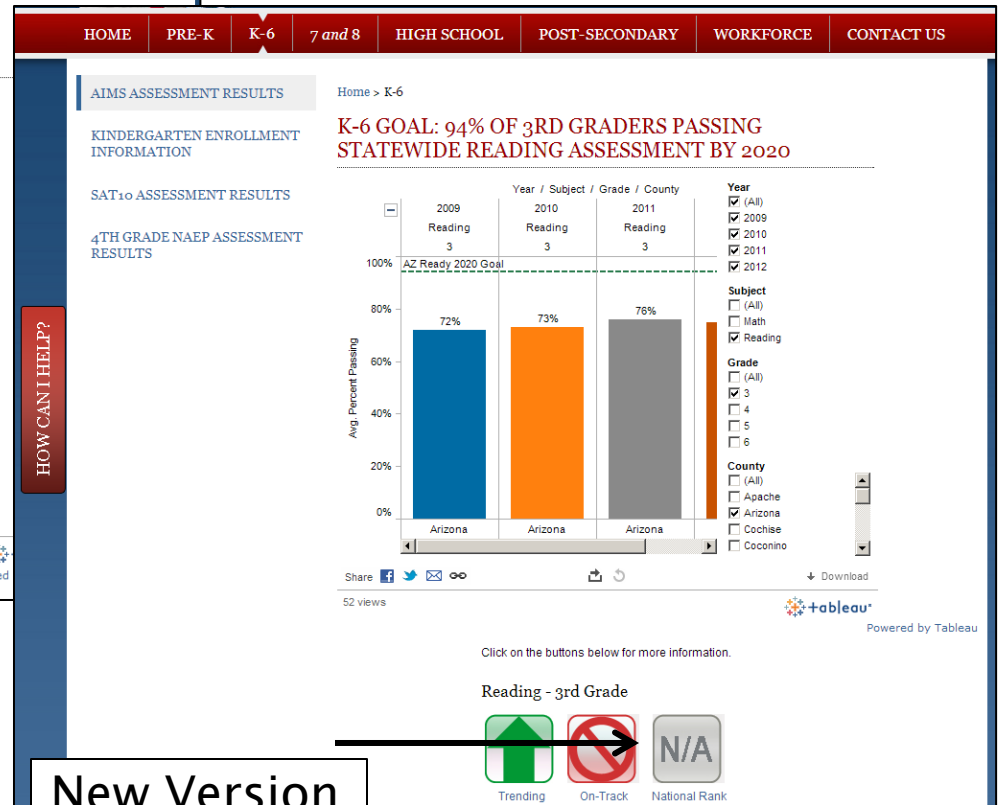 HOME PRE-K K-6 7 and 8 HIGH SCHOOL POST-SECONDARY WORKFORCE CONTACT US
AIMS ASSESSMENT RESULTS
KINDERGARTEN ENROLLMENT
INFORMATION
SAT10 ASSESSMENT RESULTS
4TH GRADE NAEP ASSESSMENT
RESULTS
HOW CAN I HELP?
Home > K-6
K-6 GOAL: 94% OF 3RD GRADERS PASSING
STATEWIDE READING ASSESSMENT BY 2020
Year / Subject / Grade / County
2009 2010 2011
Reading Reading Reading
3 3 3
AZ Ready 2020 Goal
100%
80%
60%
40%
20%
0%
Avg. Percent Passing
72% 73% 76%
Arizona Arizona Arizona
Year
(All)
2009
2010
2011
2012
Subject
(All)
Math
Reading
Grade
(All)
3
4
5
6
County
(All)
Apache
Arizona
Cochise
Coconino
Share
Download
52 views
+tableau
Powered by Tableau
Click on the buttons below for more information.
Reading - 3rd Grade
N/A
Trending On-Track National Rank
New Version